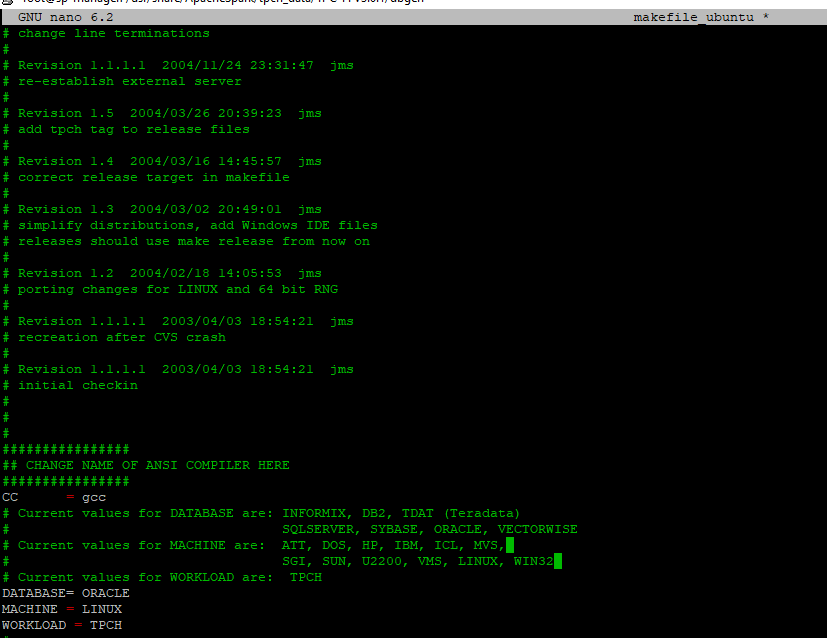 GNU nano 6.2 makefile_ubuntu *
# change line terminations
#
# Revision 1.1.1.1  2004/11/24 23:31:47  jms
# re-establish external server
#
# Revision 1.5  2004/03/26 20:39:23  jms
# add tpch tag to release files
#
# Revision 1.4  2004/03/16 14:45:57  jms
# correct release target in makefile
#
# Revision 1.3  2004/03/02 20:49:01  jms
# simplify distributions, add Windows IDE files
# releases should use make release from now on
#
# Revision 1.2  2004/02/18 14:05:53  jms
# porting changes for LINUX and 64 bit RNG
#
# Revision 1.1.1.1  2003/04/03 18:54:21  jms
# recreation after CVS crash
#
# Revision 1.1.1.1  2003/04/03 18:54:21  jms
# initial checkin
#
#
#
################
## CHANGE NAME OF ANSI COMPILER HERE
################
CC      = gcc
# Current values for DATABASE are: INFORMIX, DB2, TDAT (Teradata)
#                                  SQLSERVER, SYBASE, ORACLE, VECTORWISE
# Current values for MACHINE are:  ATT, DOS, HP, IBM, ICL, MVS,
#                                  SGI, SUN, U2200, VMS, LINUX, WIN32
# Current values for WORKLOAD are:  TPCH
DATABASE= ORACLE
MACHINE = LINUX
WORKLOAD = TPCH